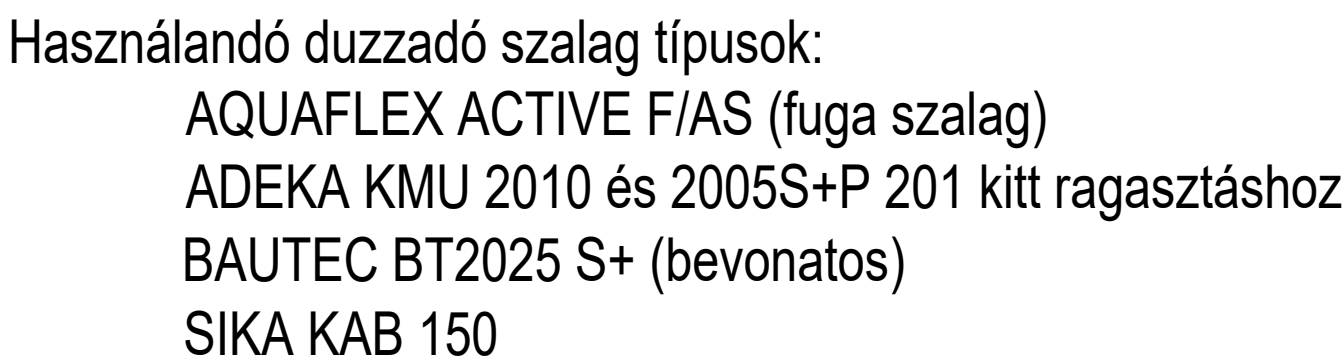 Használandó duzzadó szalag típusok:
AQUAFLEX ACTIVE F/AS (fuga szalag)
ADEKA KMU 2010 és 2005S+P 201 kitt ragasztáshoz
BAUTEC BT2025 S+ (bevonatos)
SIKA KAB 150